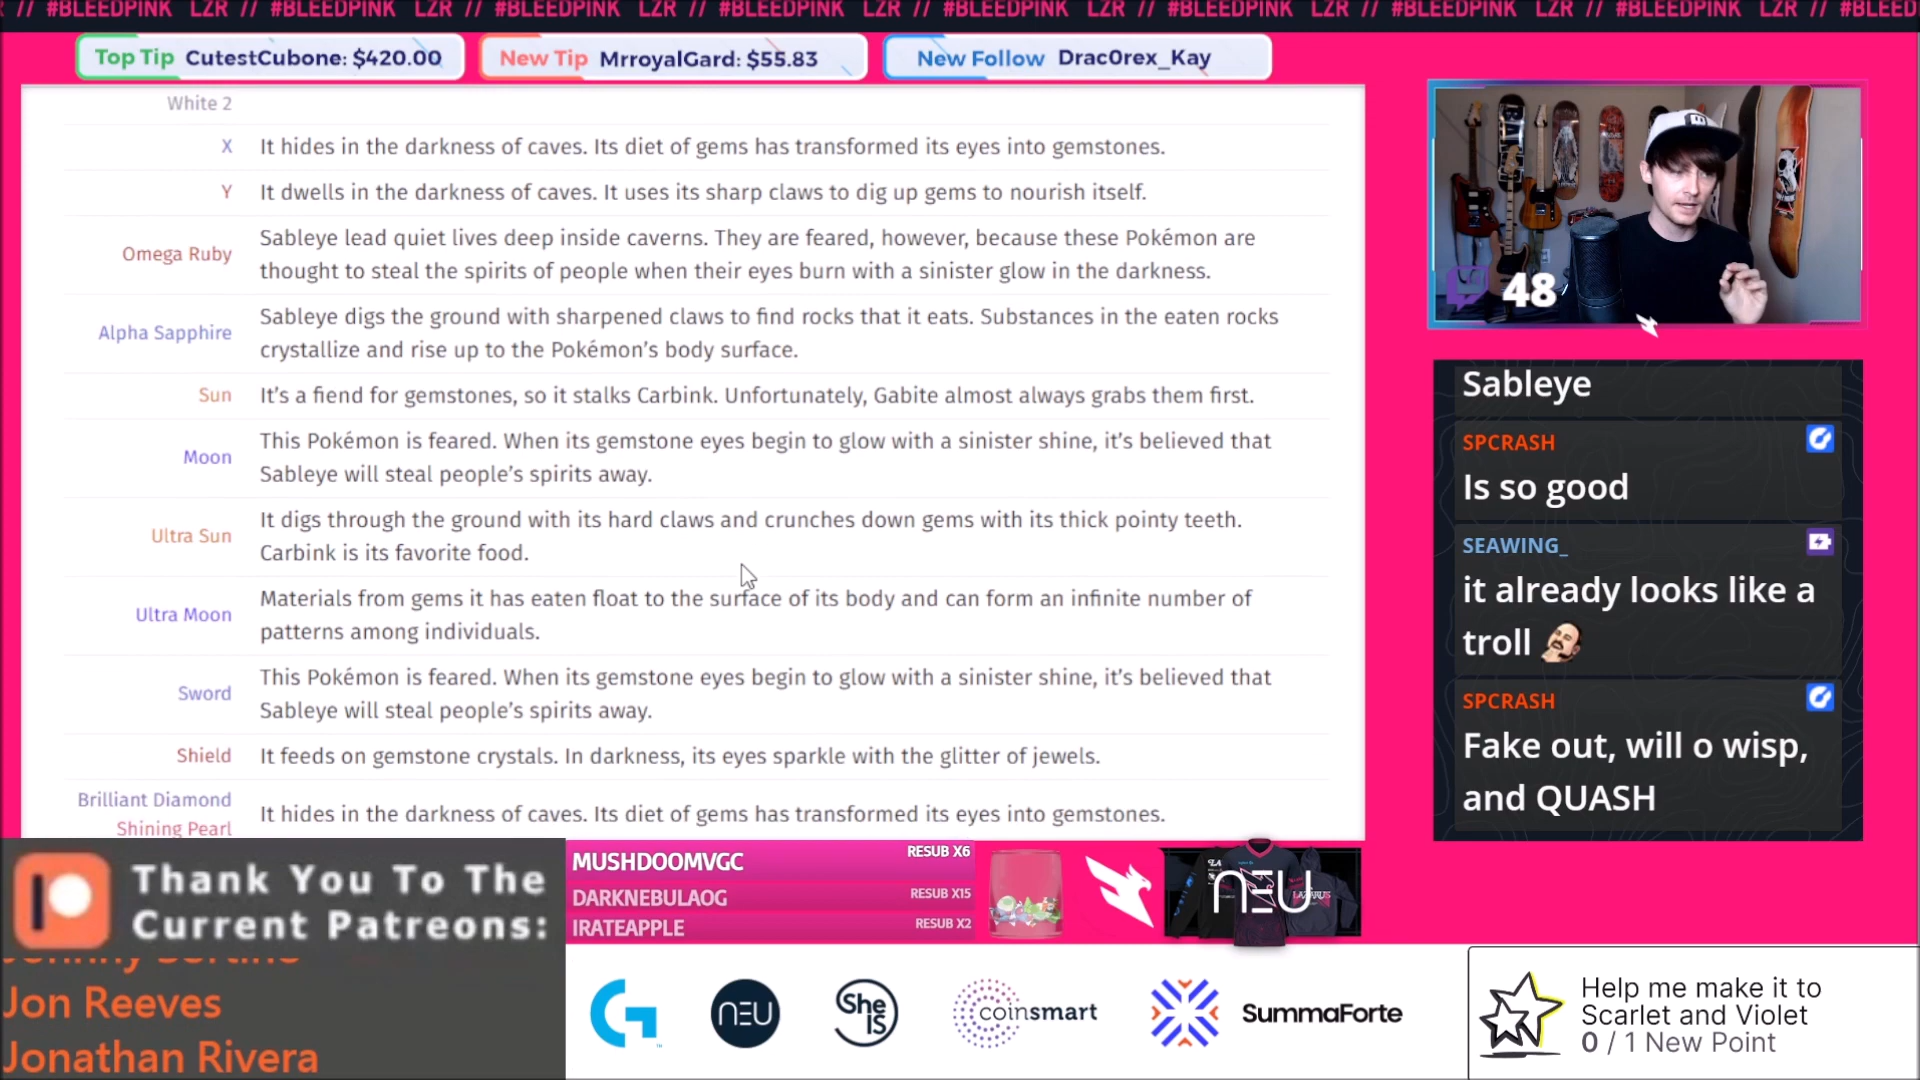 // #BLEEDPINK LZR // #BLEEDPINK LZR // #BLEEDPINK LZR // #BLEEDPINK LZR // #BLEEDPINK LZR // #BLEEDPINK LZR // #BLEEDPINK LZR // #BLEEDPINK LZR // #BLEED
Top Tip CutestCubone: $420.00
New Tip MrroyalGard: $55.83
New Follow Drac0rex_Kay
White 2
X It hides in the darkness of caves. Its diet of gems has transformed its eyes into gemstones.
Y It dwells in the darkness of caves. It uses its sharp claws to dig up gems to nourish itself.
Omega Ruby Sableye lead quiet lives deep inside caverns. They are feared, however, because these Pokémon are
thought to steal the spirits of people when their eyes burn with a sinister glow in the darkness.
Alpha Sapphire Sableye digs the ground with sharpened claws to find rocks that it eats. Substances in the eaten rocks
crystallize and rise up to the Pokémon’s body surface.
Sun It’s a fiend for gemstones, so it stalks Carbink. Unfortunately, Gabite almost always grabs them first.
Moon This Pokémon is feared. When its gemstone eyes begin to glow with a sinister shine, it’s believed that
Sableye will steal people’s spirits away.
Ultra Sun It digs through the ground with its hard claws and crunches down gems with its thick pointy teeth.
Carbink is its favorite food.
Ultra Moon Materials from gems it has eaten float to the surface of its body and can form an infinite number of
patterns among individuals.
Sword This Pokémon is feared. When its gemstone eyes begin to glow with a sinister shine, it’s believed that
Sableye will steal people’s spirits away.
Shield It feeds on gemstone crystals. In darkness, its eyes sparkle with the glitter of jewels.
Brilliant Diamond
Shining Pearl
It hides in the darkness of caves. Its diet of gems has transformed its eyes into gemstones.
48
Sableye
SPCRASH
Is so good
SEAWING_
it already looks like a
troll
SPCRASH
Fake out, will o wisp,
and QUASH
Thank You To The
Current Patreons:
Jon Reeves
Jonathan Rivera
MUSHDOOMVGC RESUB X6
DARKNEBULAOG RESUB X15
IRATEAPPLE RESUB X2
NEU
NEU
She
IS
coinsmart
SummaForte
Help me make it to
Scarlet and Violet
0 / 1 New Point